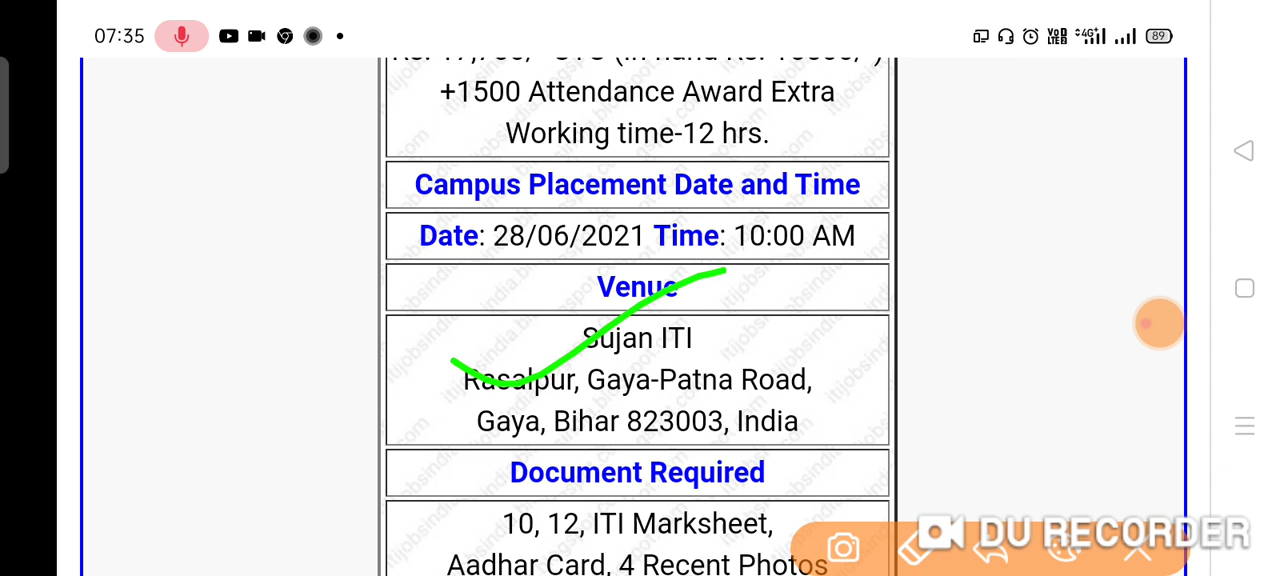 07:35
89
+1500 Attendance Award Extra
Working time-12 hrs.
Campus Placement Date and Time
Date: 28/06/2021 Time: 10:00 AM
Venue
Sujan ITI
Rasalpur, Gaya-Patna Road,
Gaya, Bihar 823003, India
Document Required
10, 12, ITI Marksheet,
Aadhar Card, 4 Recent Photos
DU RECORDER